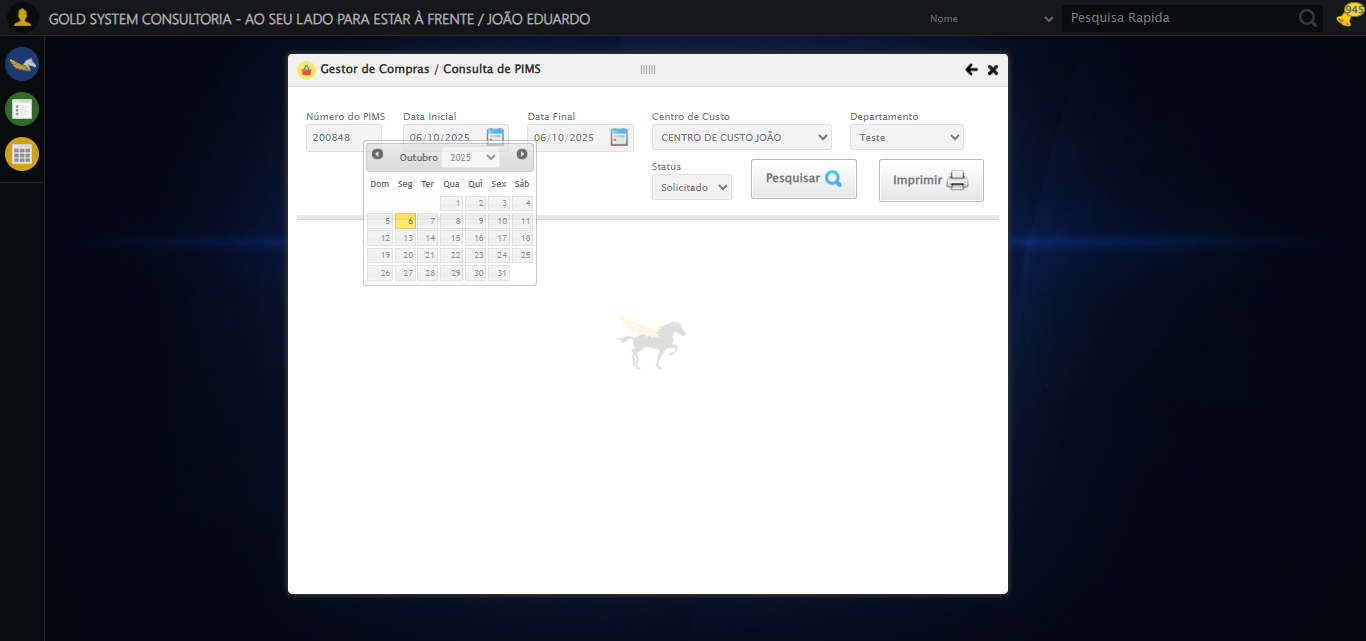 GOLD SYSTEM CONSULTORIA - AO SEU LADO PARA ESTAR À FRENTE / JOÃO EDUARDO
Nome
Pesquisa Rapida
945
Gestor de Compras / Consulta de PIMS
Número do PIMS
Data Inicial
Data Final
Centro de Custo
Departamento
200848
06/10/2025
06/10/2025
CENTRO DE CUSTO JOÃO
Teste
Status
Solicitado
Pesquisar
Imprimir
Outubro 2025
Dom Seg Ter Qua Qui Sex Sáb
1 2 3 4
5 6 7 8 9 10 11
12 13 14 15 16 17 18
19 20 21 22 23 24 25
26 27 28 29 30 31